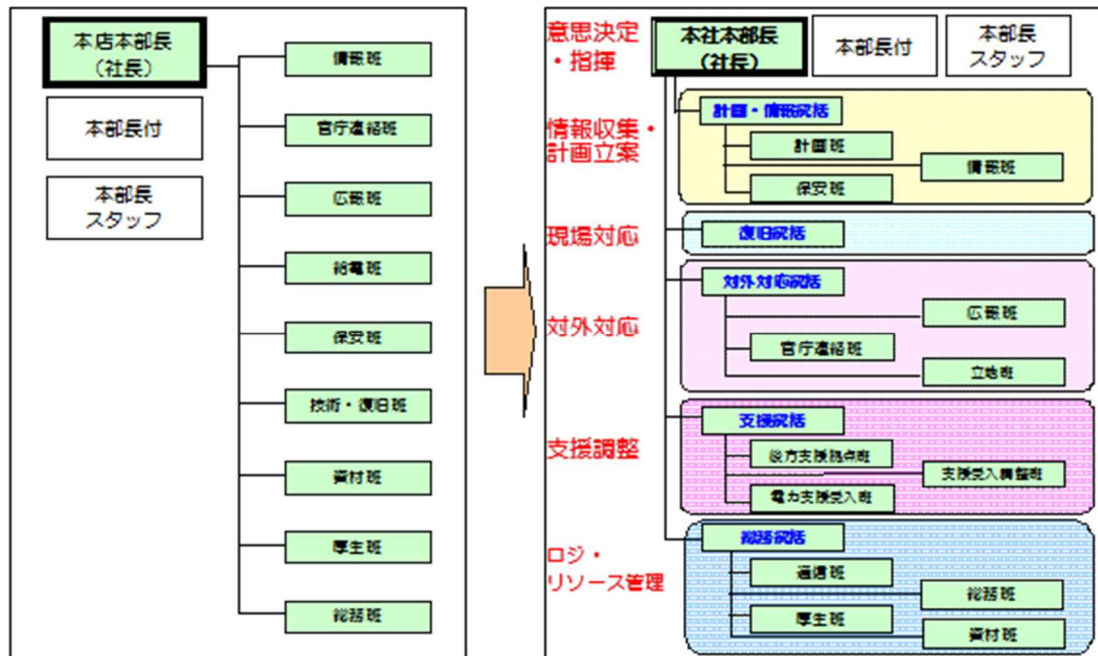 本店本部長
(社長)
本部長付
本部長
スタッフ
情報班
官庁連絡班
広報班
給電班
保安班
技術・復旧班
資材班
厚生班
総務班
意思決定
・指揮
本社本部長
(社長)
本部長付
本部長
スタッフ
情報収集・
計画立案
計画・情報統括
計画班
情報班
保安班
現場対応
復旧統括
対外対応
対外対応統括
広報班
官庁連絡班
立地班
支援調整
支援統括
後方支援拠点班
支援受入調整班
電力支援受入班
ロジ・
リソース管理
総務統括
通信班
総務班
厚生班
資材班